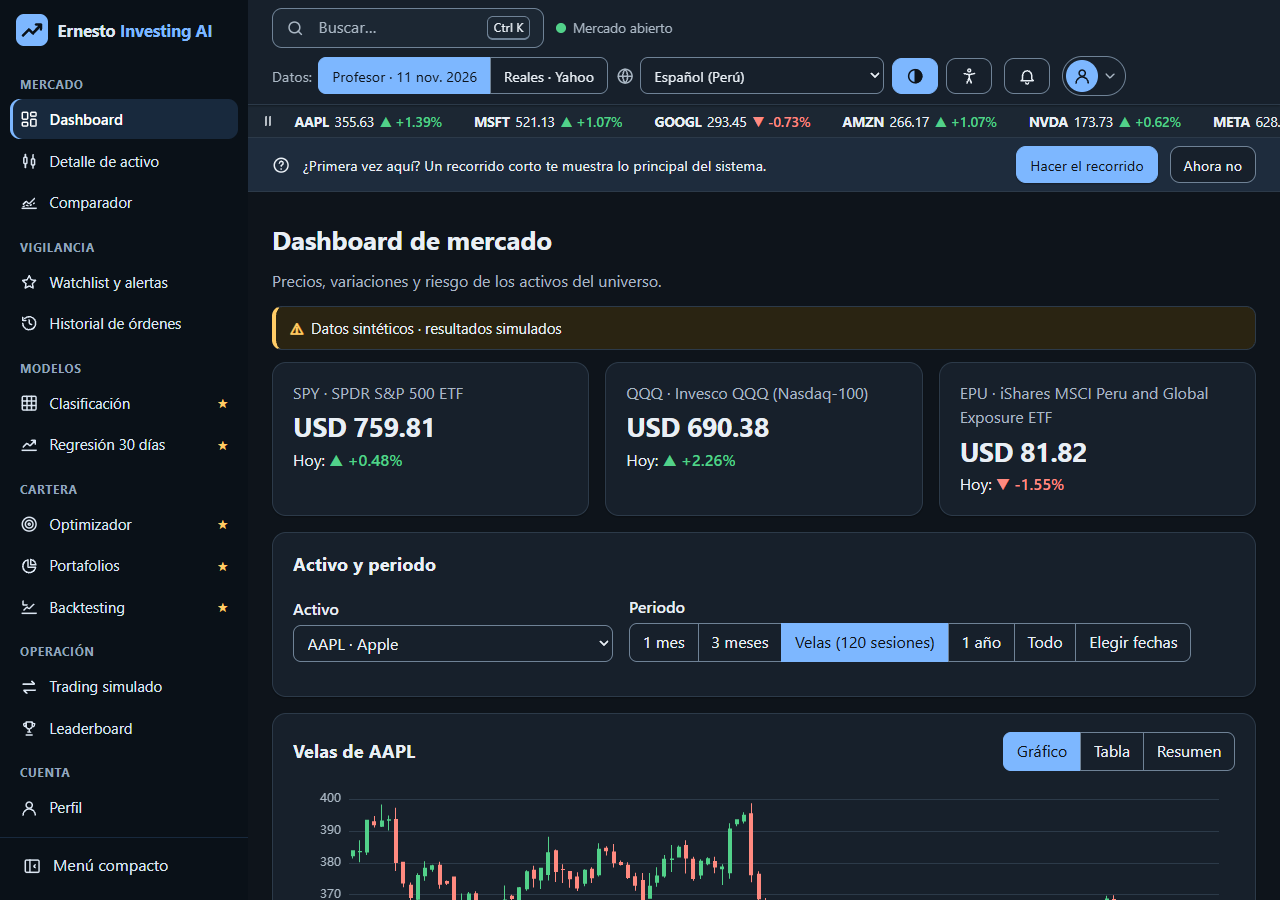 Ernesto Investing AI
MERCADO
Dashboard
Detalle de activo
Comparador
VIGILANCIA
Watchlist y alertas
Historial de órdenes
MODELOS
Clasificación ★
Regresión 30 días ★
CARTERA
Optimizador ★
Portafolios ★
Backtesting ★
OPERACIÓN
Trading simulado
Leaderboard
CUENTA
Perfil
Menú compacto
Buscar... Ctrl K Mercado abierto
Datos: Profesor · 11 nov. 2026 Reales · Yahoo Español (Perú)
AAPL 355.63 ▲ +1.39% MSFT 521.13 ▲ +1.07% GOOGL 293.45 ▼ -0.73% AMZN 266.17 ▲ +1.07% NVDA 173.73 ▲ +0.62% META 628.
¿Primera vez aquí? Un recorrido corto te muestra lo principal del sistema. Hacer el recorrido Ahora no
Dashboard de mercado
Precios, variaciones y riesgo de los activos del universo.
⚠ Datos sintéticos · resultados simulados
SPY · SPDR S&P 500 ETF
USD 759.81
Hoy: ▲ +0.48%
QQQ · Invesco QQQ (Nasdaq-100)
USD 690.38
Hoy: ▲ +2.26%
EPU · iShares MSCI Peru and Global
Exposure ETF
USD 81.82
Hoy: ▼ -1.55%
Activo y periodo
Activo
AAPL · Apple
Periodo
1 mes 3 meses Velas (120 sesiones) 1 año Todo Elegir fechas
Velas de AAPL
Gráfico Tabla Resumen
400
390
380
370